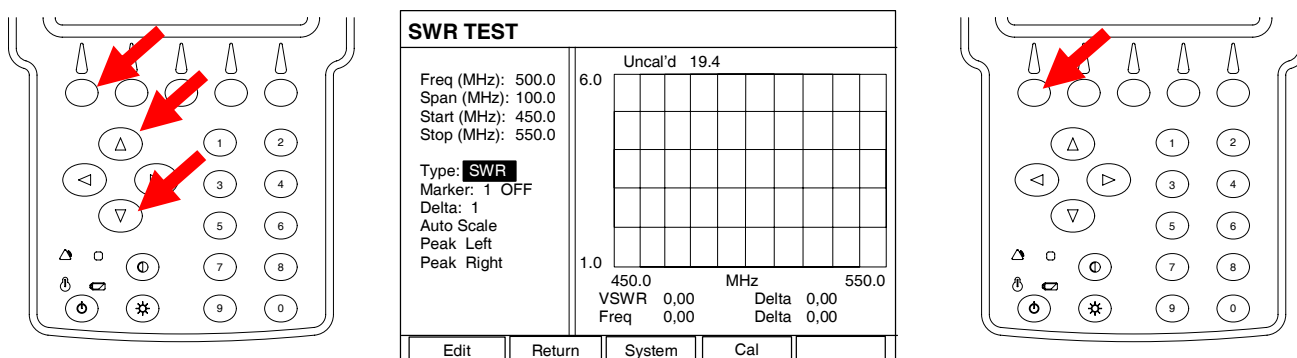 1 2
3 4
5 6
7 8
9 0
SWR TEST
Freq (MHz): 500.0
Span (MHz): 100.0
Start (MHz): 450.0
Stop (MHz): 550.0
Type: SWR
Marker: 1 OFF
Delta: 1
Auto Scale
Peak Left
Peak Right
Uncal’d 19.4
6.0
1.0
450.0 MHz 550.0
VSWR 0,00 Delta 0,00
Freq 0,00 Delta 0,00
Edit Return System Cal
1 2
3 4
5 6
7 8
9 0